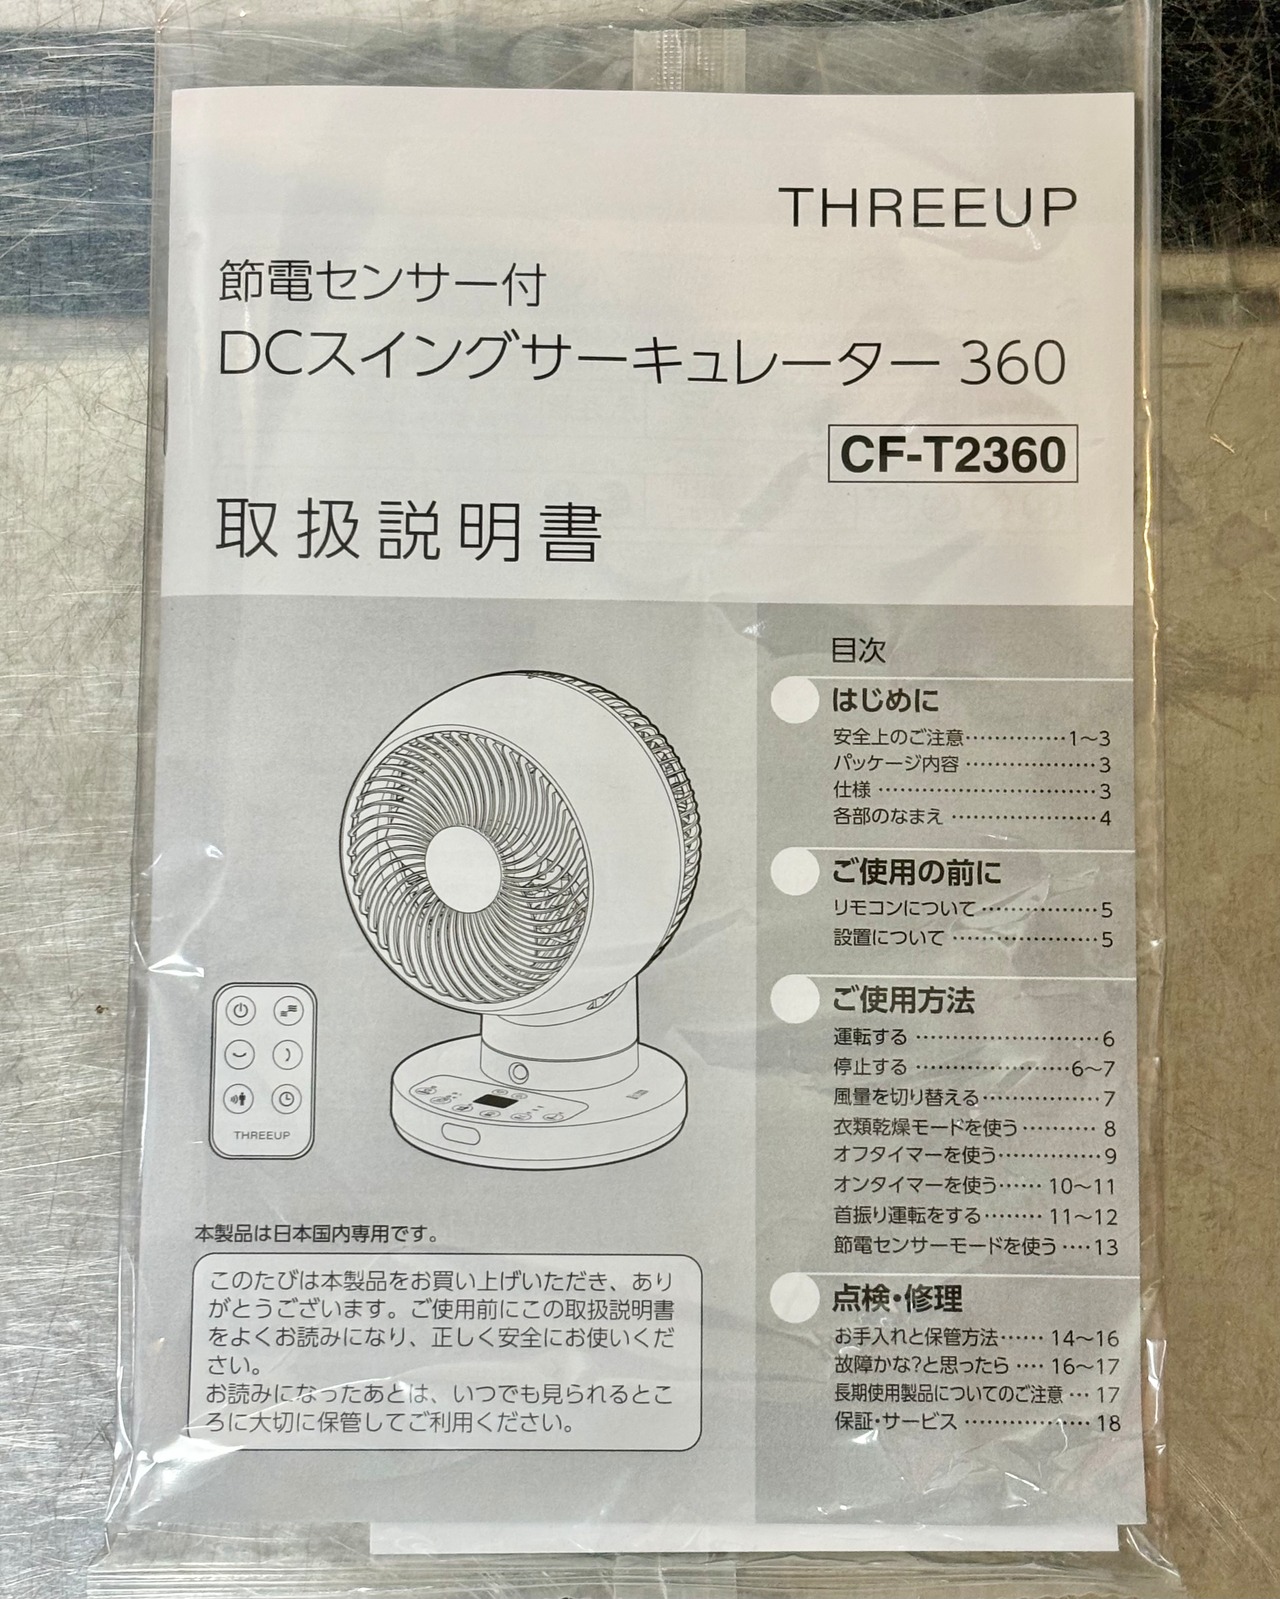 THREEUP
節電センサー付
DCスイングサーキュレーター 360
CF-T2360
取扱説明書
目次
はじめに
安全上のご注意··············1〜3
パッケージ内容··················3
仕様······························3
各部のなまえ····················4
ご使用の前に
リモコンについて················5
設置について····················5
ご使用方法
運転する·························6
停止する·····················6〜7
風量を切り替える················7
衣類乾燥モードを使う··········8
オフタイマーを使う··············9
オンタイマーを使う······10〜11
首振り運転をする········11〜12
節電センサーモードを使う····13
点検・修理
お手入れと保管方法······14〜16
故障かな?と思ったら····16〜17
長期使用製品についてのご注意···17
保証・サービス··················18
THREEUP
本製品は日本国内専用です。
このたびは本製品をお買い上げいただき、あり
がとうございます。ご使用前にこの取扱説明書
をよくお読みになり、正しく安全にお使いくだ
さい。
お読みになったあとは、いつでも見られるとこ
ろに大切に保管してご利用ください。